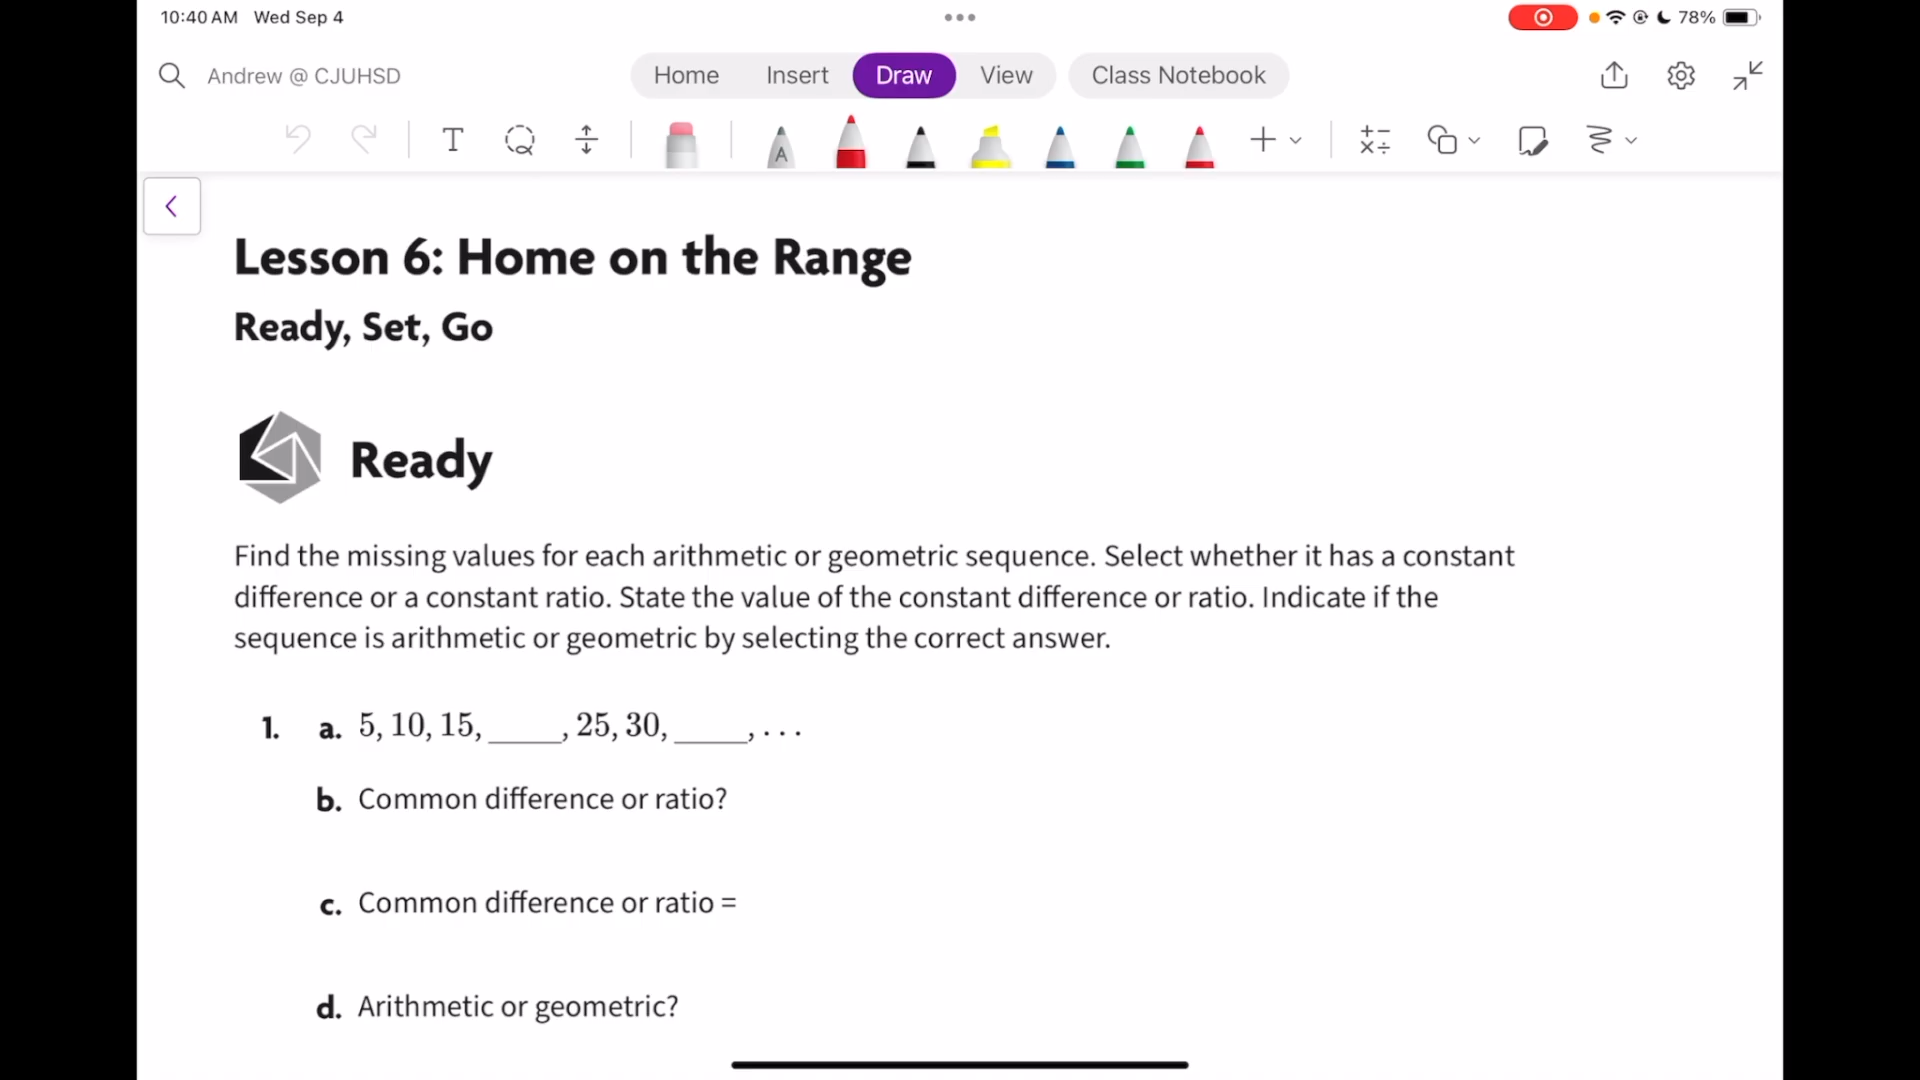 10:40 AM Wed Sep 4
78%
Andrew @ CJUHSD
Home Insert Draw View Class Notebook
T
A
Lesson 6: Home on the Range
Ready, Set, Go
Ready
Find the missing values for each arithmetic or geometric sequence. Select whether it has a constant
difference or a constant ratio. State the value of the constant difference or ratio. Indicate if the
sequence is arithmetic or geometric by selecting the correct answer.
1. a. 5, 10, 15, ____, 25, 30, ____, . . .
b. Common difference or ratio?
c. Common difference or ratio =
d. Arithmetic or geometric?